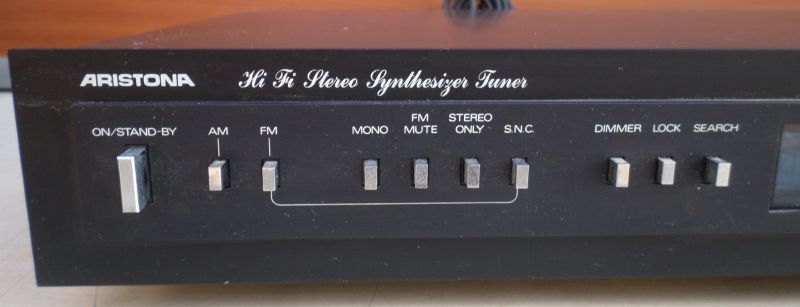 ARISTONA Hi Fi Stereo Synthesizer Tuner
ON/STAND-BY AM FM MONO FM MUTE STEREO ONLY S.N.C. DIMMER LOCK SEARCH